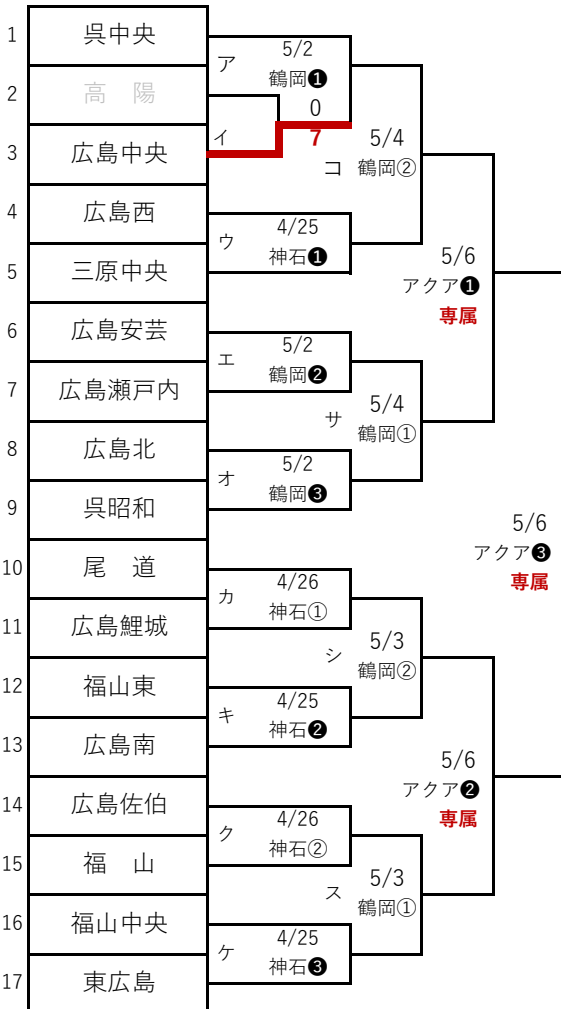 1 呉中央
2 高　陽
3 広島中央
4 広島西
5 三原中央
6 広島安芸
7 広島瀬戸内
8 広島北
9 呉昭和
10 尾　道
11 広島鯉城
12 福山東
13 広島南
14 広島佐伯
15 福　山
16 福山中央
17 東広島
ア 5/2
鶴岡❶
イ
0
7
ウ 4/25
神石❶
エ 5/2
鶴岡❷
オ 5/2
鶴岡❸
カ 4/26
神石①
キ 4/25
神石❷
ク 4/26
神石②
ケ 4/25
神石❸
コ 5/4
鶴岡②
サ 5/4
鶴岡①
シ 5/3
鶴岡②
ス 5/3
鶴岡①
5/6
アクア❶
専属
5/6
アクア❷
専属
5/6
アクア❸
専属